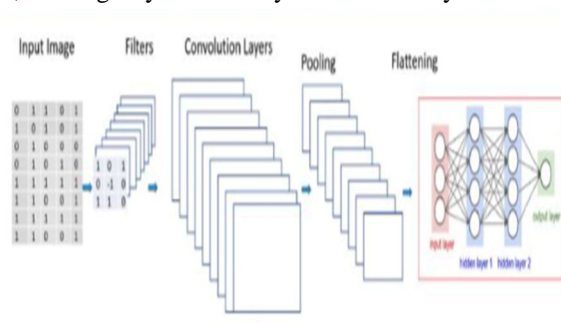 Input Image
Filters
Convolution Layers
Pooling
Flattening
0 1 1 0 1
1 0 1 0 1
0 1 0 0 0
0 1 0 1 0
1 1 1 1 1
1 1 0 0 1
1 1 1 1 1
1 1 0 0 1
1 0 1
0 -1 0
1 1 0
input layer
hidden layer 1
hidden layer 2
output layer